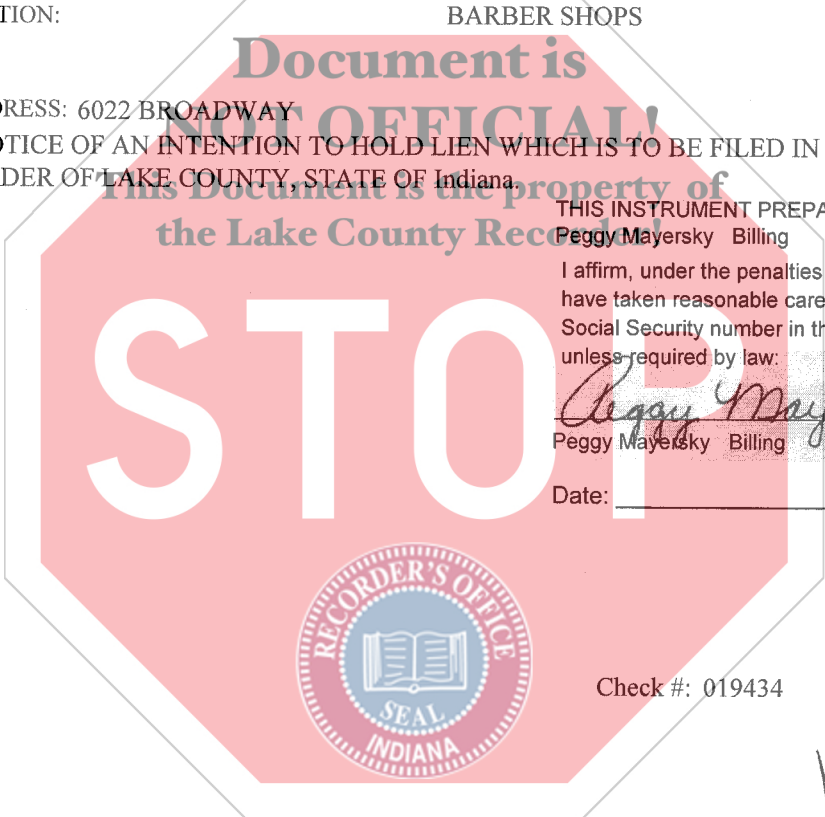 TION: BARBER SHOPS
Document is
DRESS: 6022 BROADWAY
NOT OFFICIAL!
OTICE OF AN INTENTION TO HOLD LIEN WHICH IS TO BE FILED IN
DER OF LAKE COUNTY, STATE OF Indiana.
This Document is the property of
the Lake County Recorder!
THIS INSTRUMENT PREPA
Peggy Mayersky Billing
I affirm, under the penalties
have taken reasonable care
Social Security number in th
unless required by law:
STOP
Peggy May
Peggy Mayersky Billing
Date:
RECORDER'S OFFICE
SEAL
INDIANA
Check #: 019434